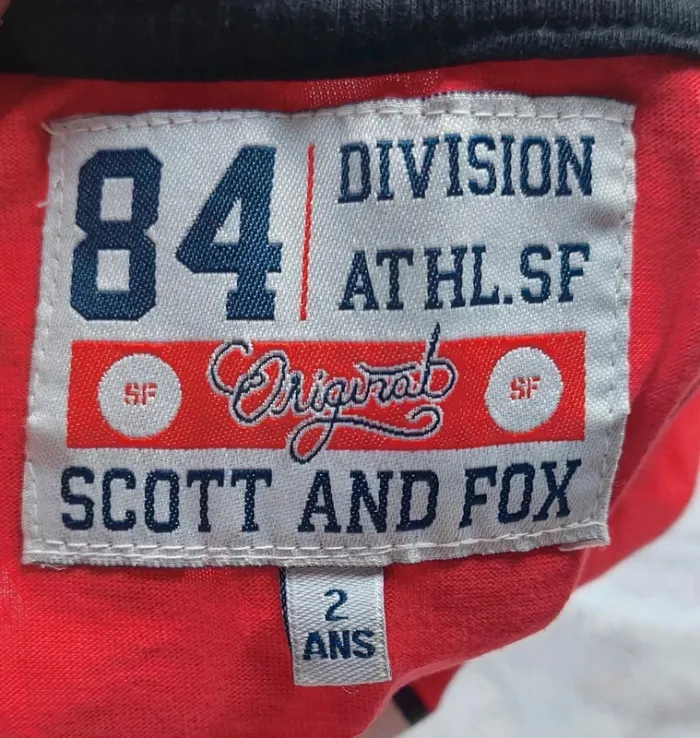 84
DIVISION
ATHL.SF
SF Original SF
SCOTT AND FOX
2
ANS